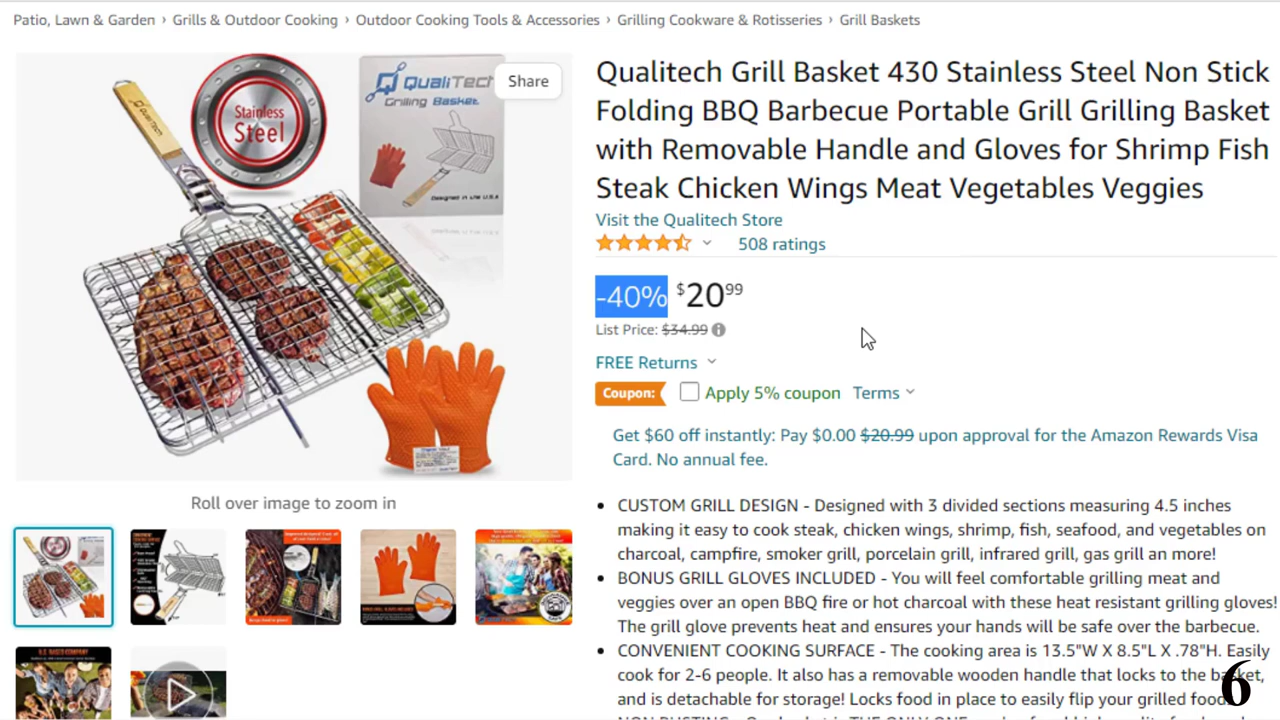 Patio, Lawn & Garden › Grills & Outdoor Cooking › Outdoor Cooking Tools & Accessories › Grilling Cookware & Rotisseries › Grill Baskets
QualiTech
Grilling Basket
Share
Stainless
Steel
Designed in the U.S.A
Qualitech Grill Basket 430 Stainless Steel Non Stick
Folding BBQ Barbecue Portable Grill Grilling Basket
with Removable Handle and Gloves for Shrimp Fish
Steak Chicken Wings Meat Vegetables Veggies
Visit the Qualitech Store
508 ratings
-40% $2099
List Price: $34.99
FREE Returns
Coupon: Apply 5% coupon Terms
Get $60 off instantly: Pay $0.00 $20.99 upon approval for the Amazon Rewards Visa
Card. No annual fee.
Roll over image to zoom in
• CUSTOM GRILL DESIGN - Designed with 3 divided sections measuring 4.5 inches
making it easy to cook steak, chicken wings, shrimp, fish, seafood, and vegetables on
charcoal, campfire, smoker grill, porcelain grill, infrared grill, gas grill an more!
• BONUS GRILL GLOVES INCLUDED - You will feel comfortable grilling meat and
veggies over an open BBQ fire or hot charcoal with these heat resistant grilling gloves!
The grill glove prevents heat and ensures your hands will be safe over the barbecue.
• CONVENIENT COOKING SURFACE - The cooking area is 13.5"W X 8.5"L X .78"H. Easily
cook for 2-6 people. It also has a removable wooden handle that locks to the basket,
and is detachable for storage! Locks food in place to easily flip your grilled food.
6